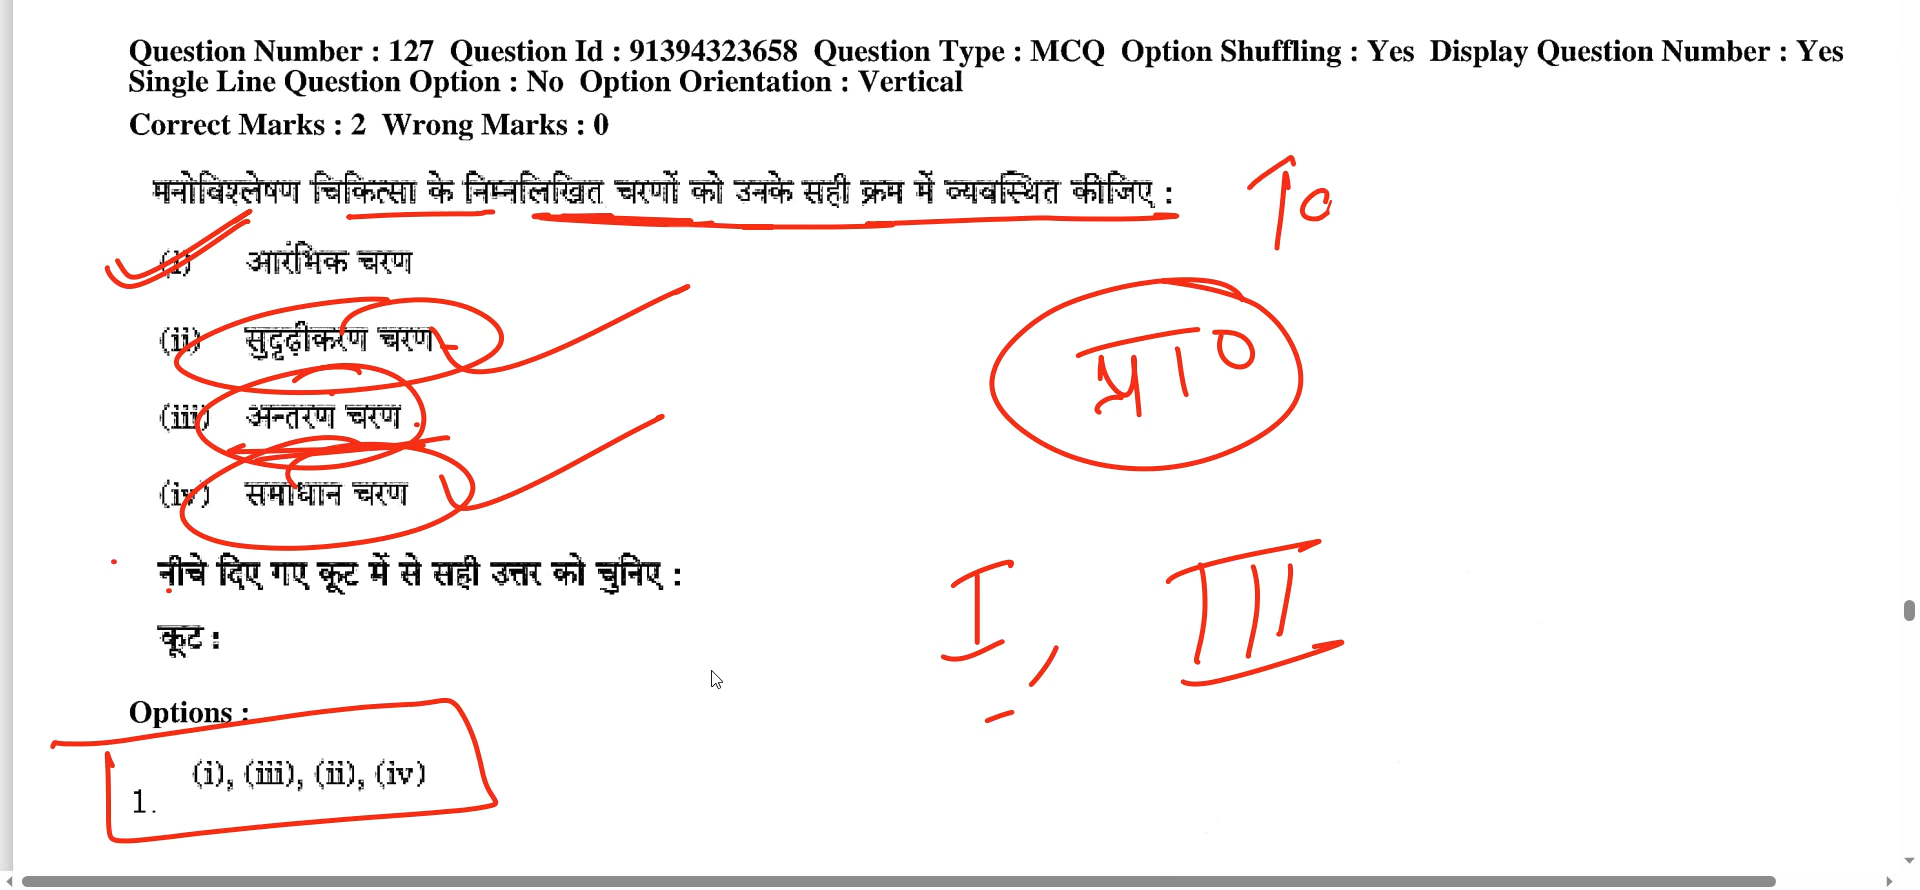 Question Number : 127 Question Id : 91394323658 Question Type : MCQ Option Shuffling : Yes Display Question Number : Yes
Single Line Question Option : No Option Orientation : Vertical
Correct Marks : 2 Wrong Marks : 0
मनोविश्लेषण चिकित्सा के निम्नलिखित चरणों को उनके सही क्रम में व्यवस्थित कीजिए :
(i) आरंभिक चरण
(ii) सुदृढ़ीकरण चरण
(iii) अन्तरण चरण
(iv) समाधान चरण
नीचे दिए गए कूट में से सही उत्तर को चुनिए :
कूट :
I, III
Options :
(i), (iii), (ii), (iv)
1.